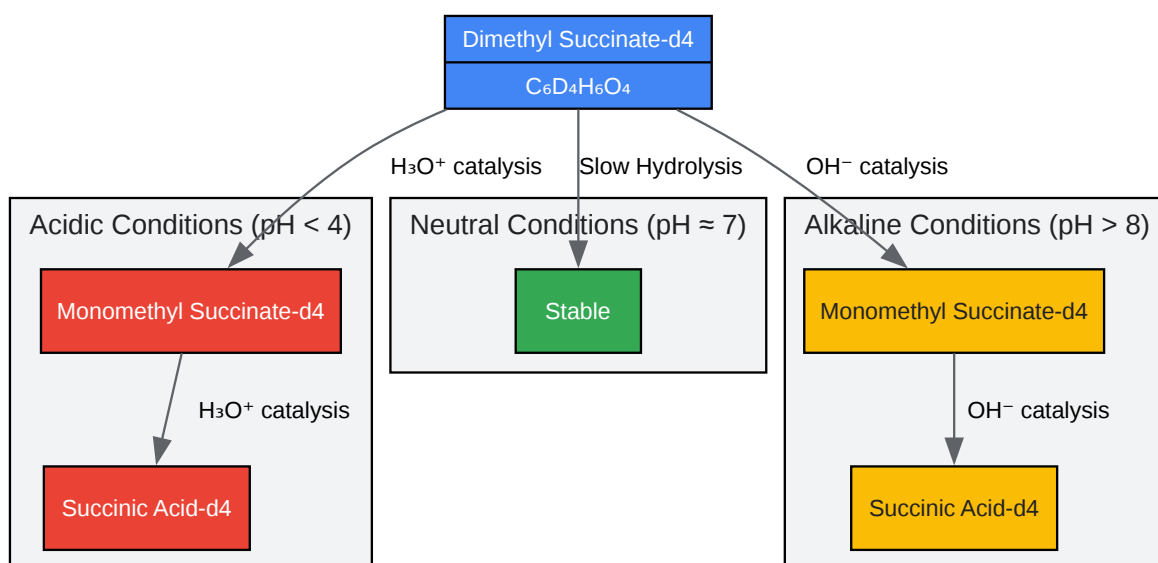 Dimethyl Succinate-d4
C₆D₄H₆O₄
H₃O⁺ catalysis
Slow Hydrolysis
OH⁻ catalysis
Acidic Conditions (pH < 4)
Neutral Conditions (pH ≈ 7)
Alkaline Conditions (pH > 8)
Monomethyl Succinate-d4
Stable
Monomethyl Succinate-d4
H₃O⁺ catalysis
OH⁻ catalysis
Succinic Acid-d4
Succinic Acid-d4